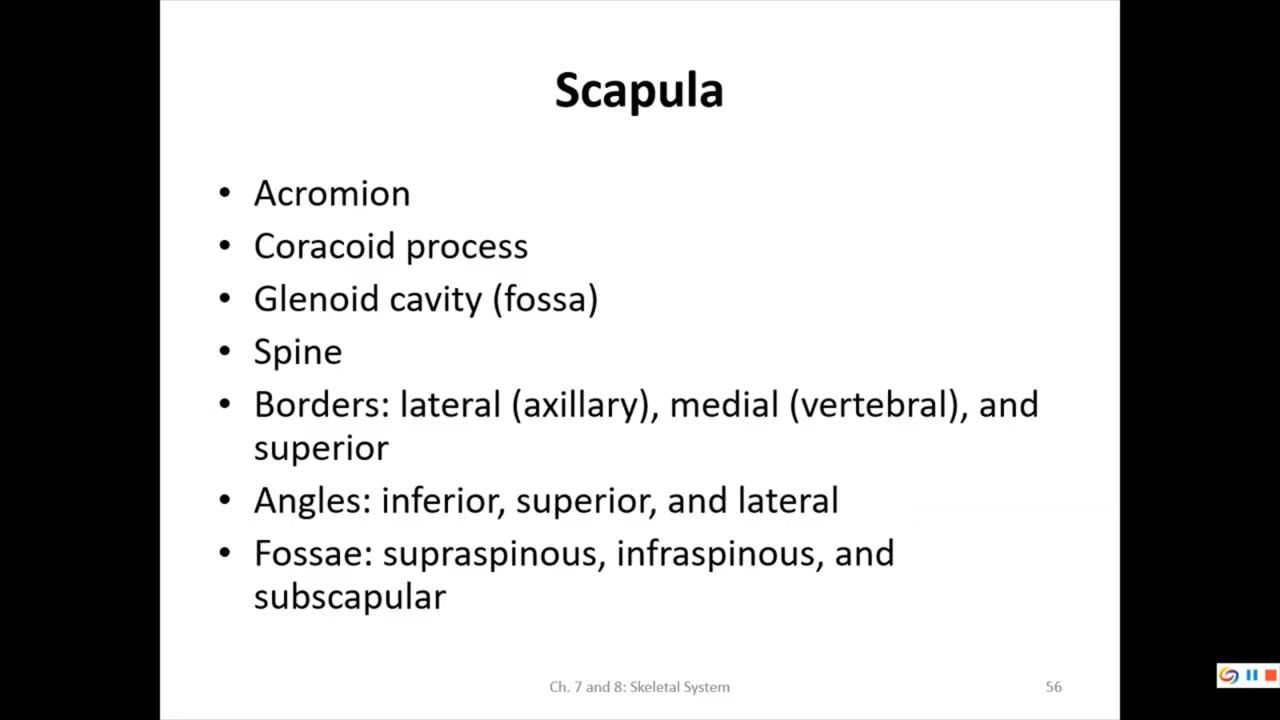 Scapula
• Acromion
• Coracoid process
• Glenoid cavity (fossa)
• Spine
• Borders: lateral (axillary), medial (vertebral), and
superior
• Angles: inferior, superior, and lateral
• Fossae: supraspinous, infraspinous, and
subscapular
Ch. 7 and 8: Skeletal System
56